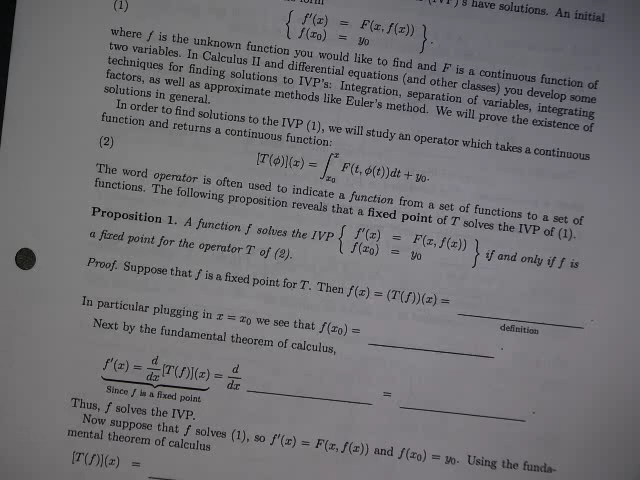 (IVP)'s have solutions. An initial
form
(1) { f'(x) = F(x, f(x))
f(x₀) = y₀ }.
where f is the unknown function you would like to find and F is a continuous function of
two variables. In Calculus II and differential equations (and other classes) you develop some
techniques for finding solutions to IVP's: Integration, separation of variables, integrating
factors, as well as approximate methods like Euler's method. We will prove the existence of
solutions in general.
In order to find solutions to the IVP (1), we will study an operator which takes a continuous
function and returns a continuous function:
(2) [T(ϕ)](x) = ∫_{x₀}^{x} F(t, ϕ(t))dt + y₀.
The word operator is often used to indicate a function from a set of functions to a set of
functions. The following proposition reveals that a fixed point of T solves the IVP of (1).
Proposition 1. A function f solves the IVP { f'(x) = F(x, f(x))
f(x₀) = y₀ } if and only if f is
a fixed point for the operator T of (2).
Proof. Suppose that f is a fixed point for T. Then f(x) = (T(f))(x) = ________ .
definition
In particular plugging in x = x₀ we see that f(x₀) = ________ .
Next by the fundamental theorem of calculus,
f'(x) = d/dx [T(f)](x) = d/dx ________ = ________ .
Since f is a fixed point
Thus, f solves the IVP.
Now suppose that f solves (1), so f'(x) = F(x, f(x)) and f(x₀) = y₀. Using the funda-
mental theorem of calculus
[T(f)](x) = ________